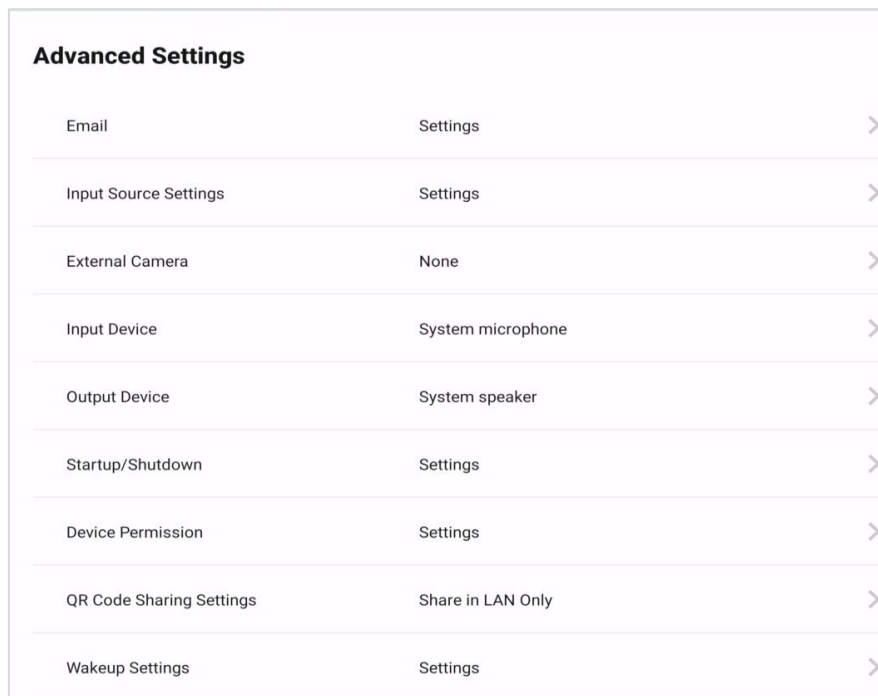 Advanced Settings
Email Settings
Input Source Settings Settings
External Camera None
Input Device System microphone
Output Device System speaker
Startup/Shutdown Settings
Device Permission Settings
QR Code Sharing Settings Share in LAN Only
Wakeup Settings Settings